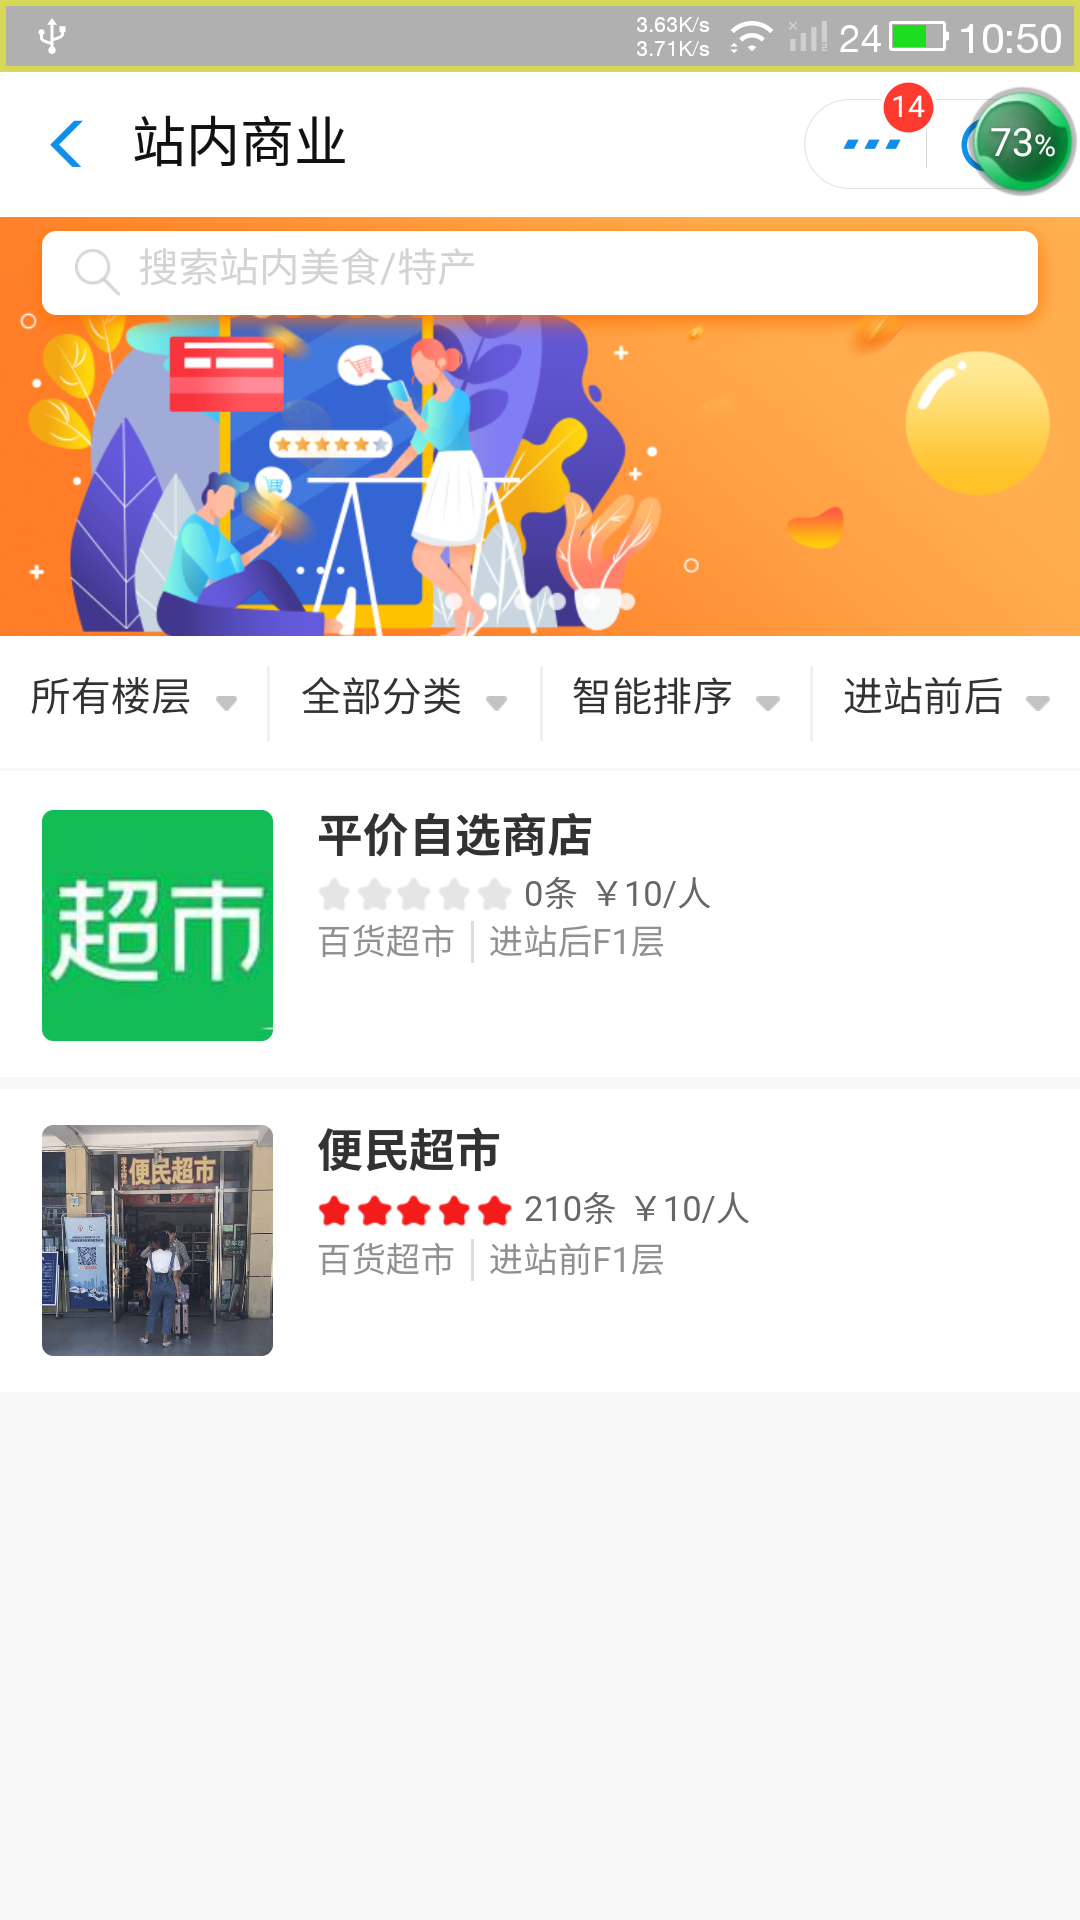 3.63K/s
3.71K/s
24
10:50
站内商业
14
73%
搜索站内美食/特产
所有楼层
全部分类
智能排序
进站前后
超市
平价自选商店
0条 ￥10/人
百货超市 | 进站后F1层
便民超市
便民超市
210条 ￥10/人
百货超市 | 进站前F1层